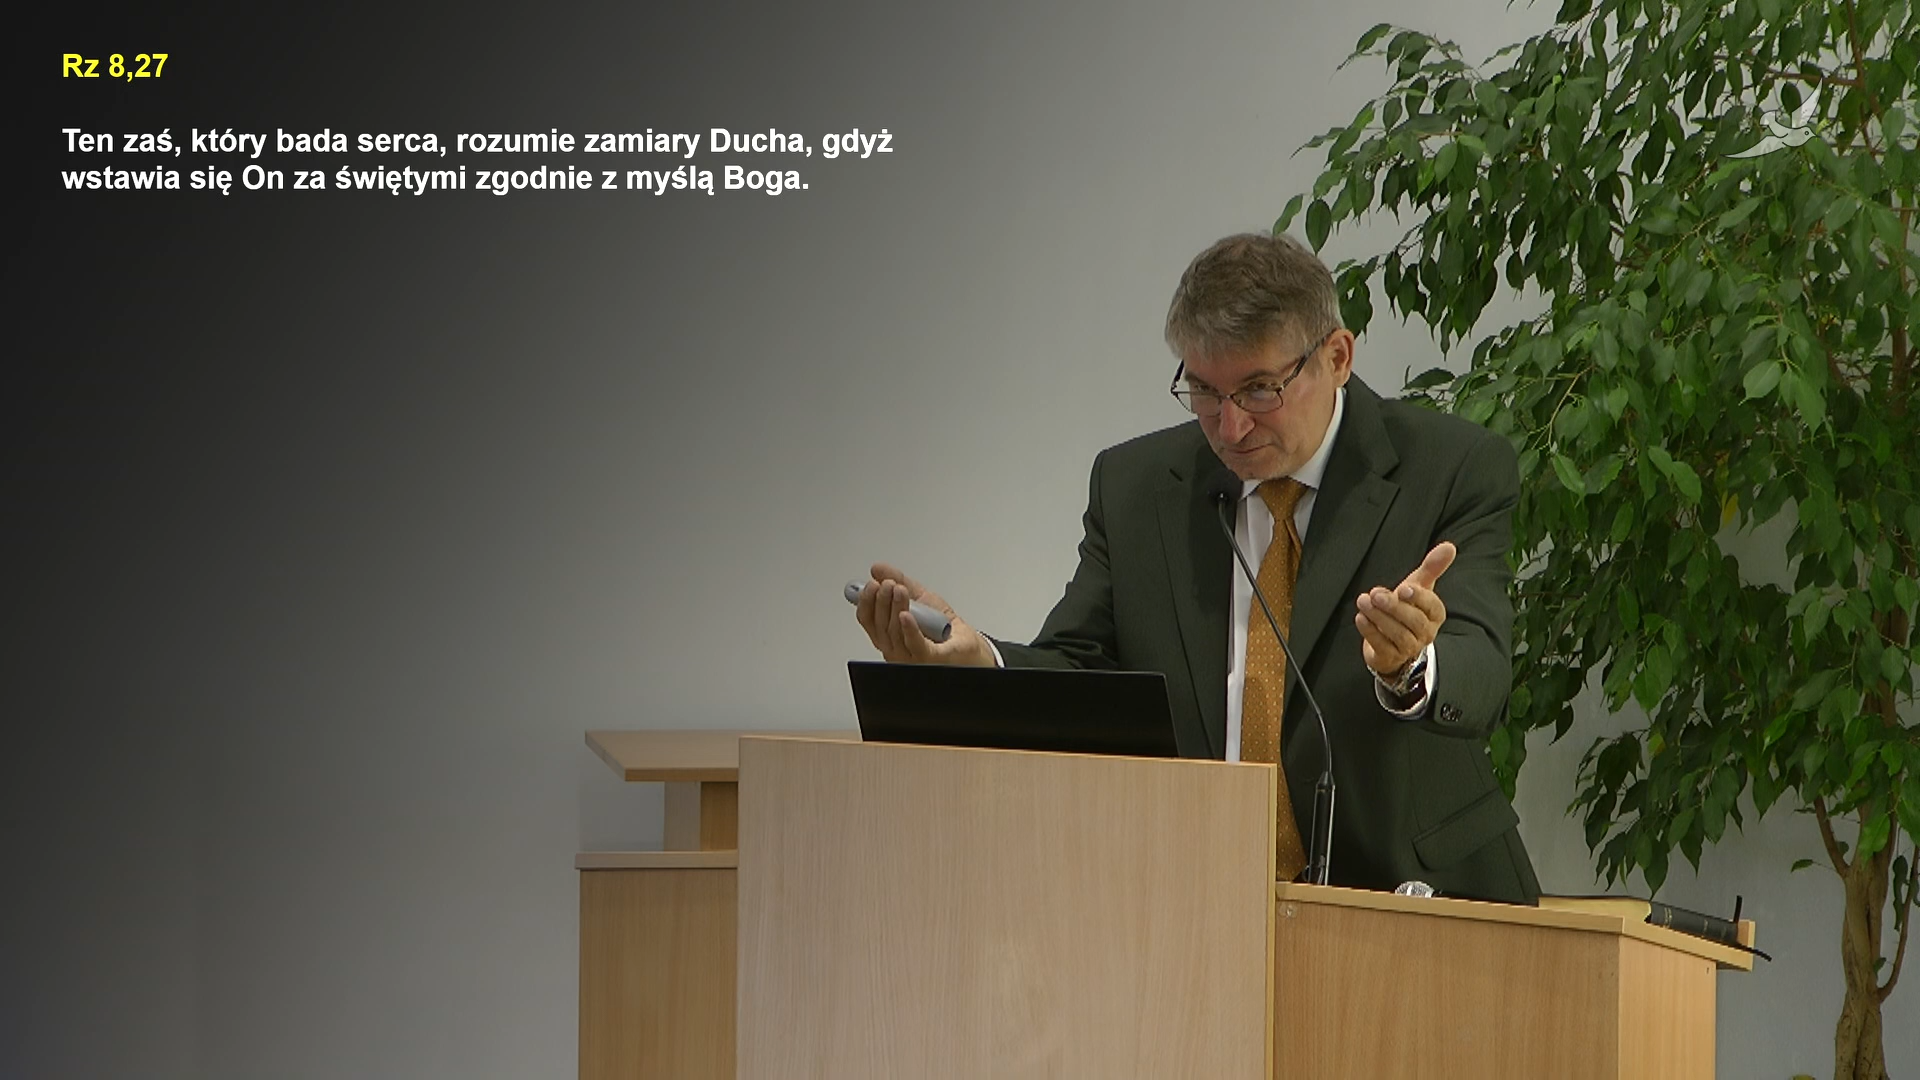 Rz 8,27
Ten zaś, który bada serca, rozumie zamiary Ducha, gdyż
wstawia się On za świętymi zgodnie z myślą Boga.